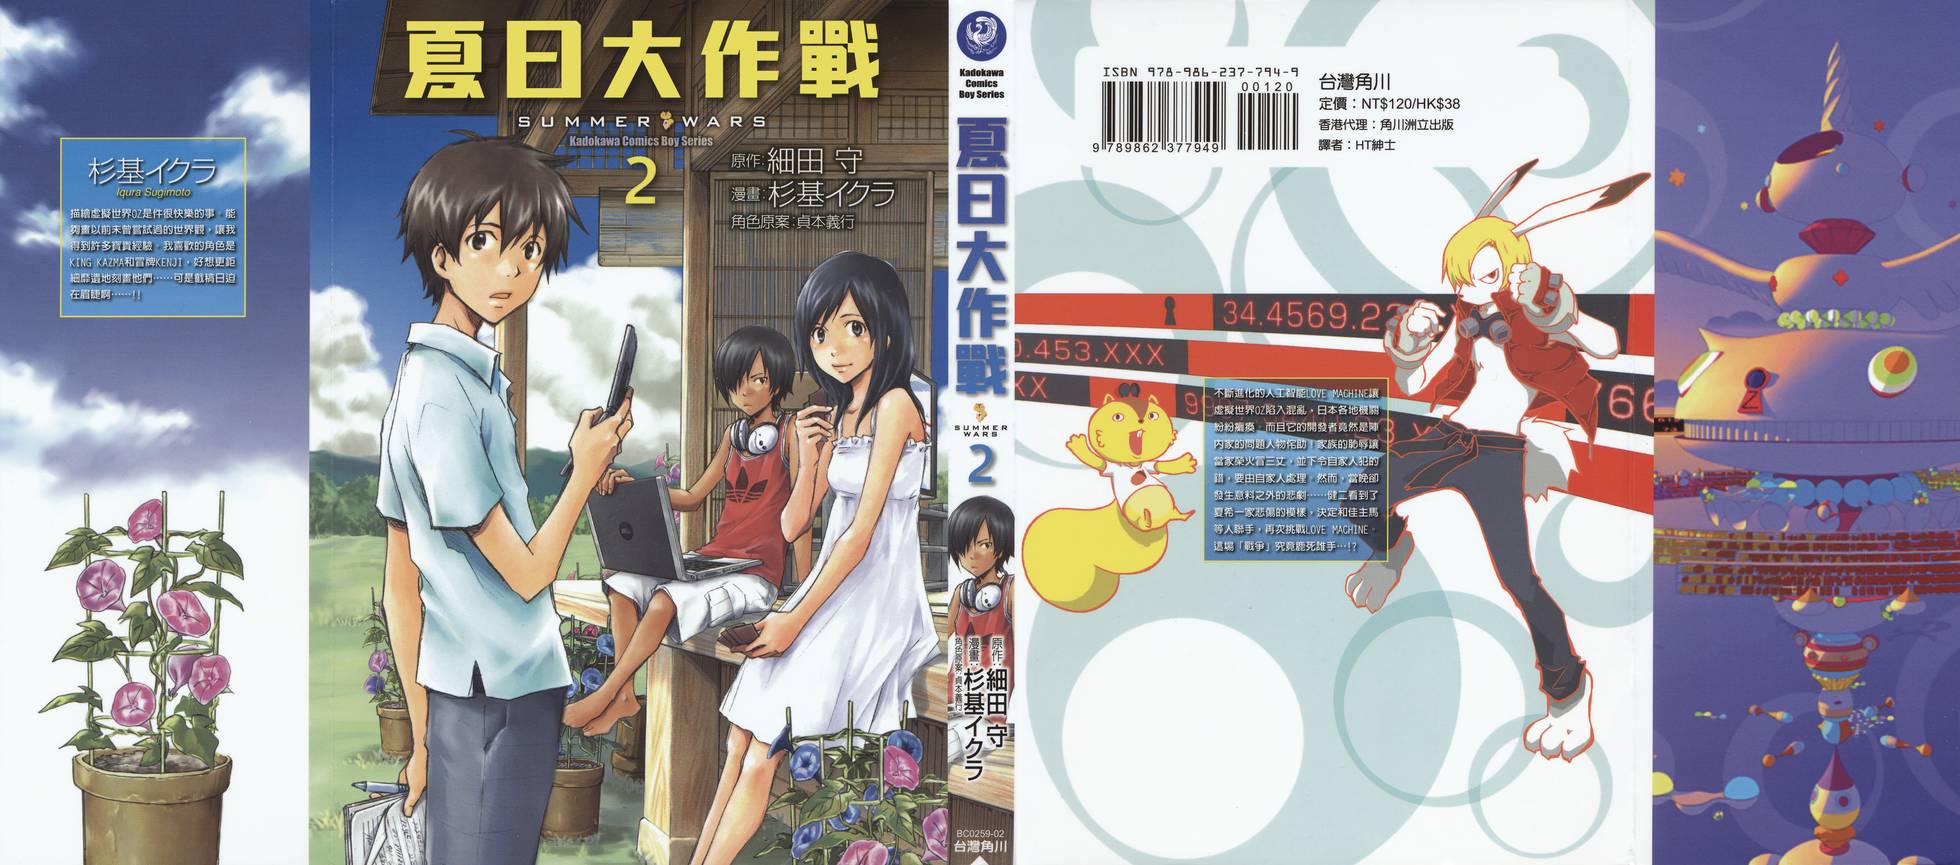 杉基イクラ
Iqura Sugimoto
描繪虛擬世界OZ是件很快樂的事。能
夠畫以前未曾嘗試過的世界觀，讓我
得到許多寶貴經驗。我喜歡的角色是
KING KAZMA和冒牌KENJI，好想更鉅
細靡遺地刻畫他們……可是截稿日迫
在眉睫啊……!!
夏日大作戰
SUMMER WARS
Kadokawa Comics Boy Series
2
原作:細田 守
漫畫:杉基イクラ
角色原案:貞本義行
Kadokawa
Comics
Boy Series
夏日大作戰
SUMMER
WARS
2
原作:細田 守
漫畫:杉基イクラ
角色原案:貞本義行
BC0259-02
台灣角川
ISBN 978-986-237-794-9
00120
9 789862 377949
台灣角川
定價：NT$120/HK$38
香港代理：角川洲立出版
譯者：HT紳士
34.4569.23
0.453.XXX
XX
66
不斷進化的人工智能LOVE MACHINE讓
虛擬世界OZ陷入混亂，日本各地機關
紛紛癱瘓。而且它的開發者竟然是陣
內家的問題人物侘助！家族的恥辱讓
當家榮火冒三丈，並下令自家人犯的
錯，要由自家人處理。然而，當晚卻
發生意料之外的悲劇……健二看到了
夏希一家悲傷的模樣，決定和佳主馬
等人聯手，再次挑戰LOVE MACHINE。
這場「戰爭」究竟鹿死誰手…!?